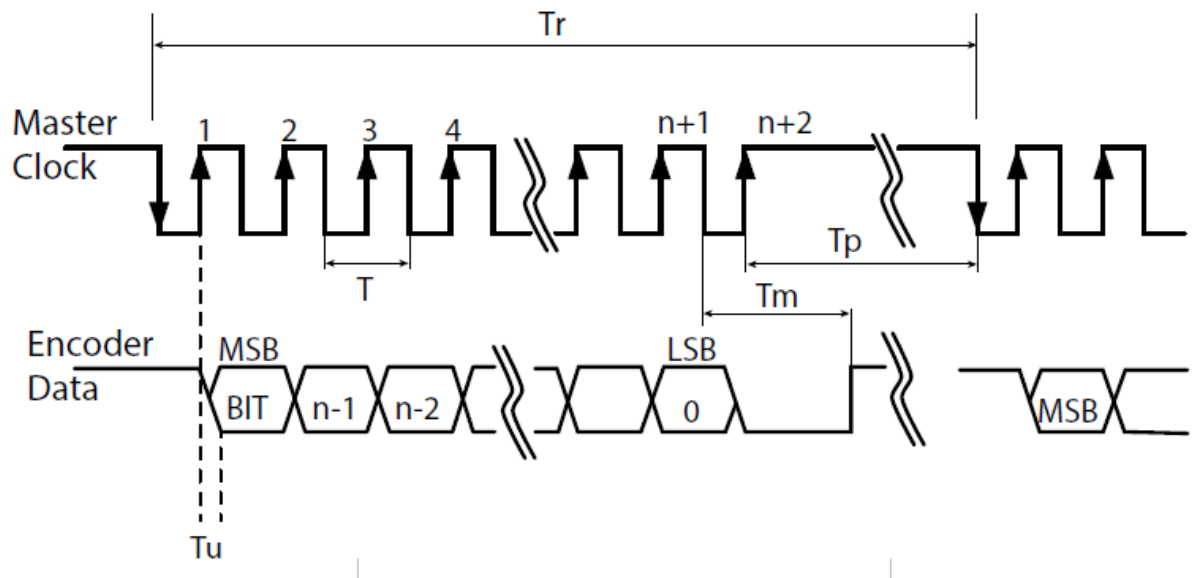 Tr
Master
Clock
1
2
3
4
n+1
n+2
T
Tp
Tm
Encoder
Data
MSB
BIT
n-1
n-2
LSB
0
MSB
Tu